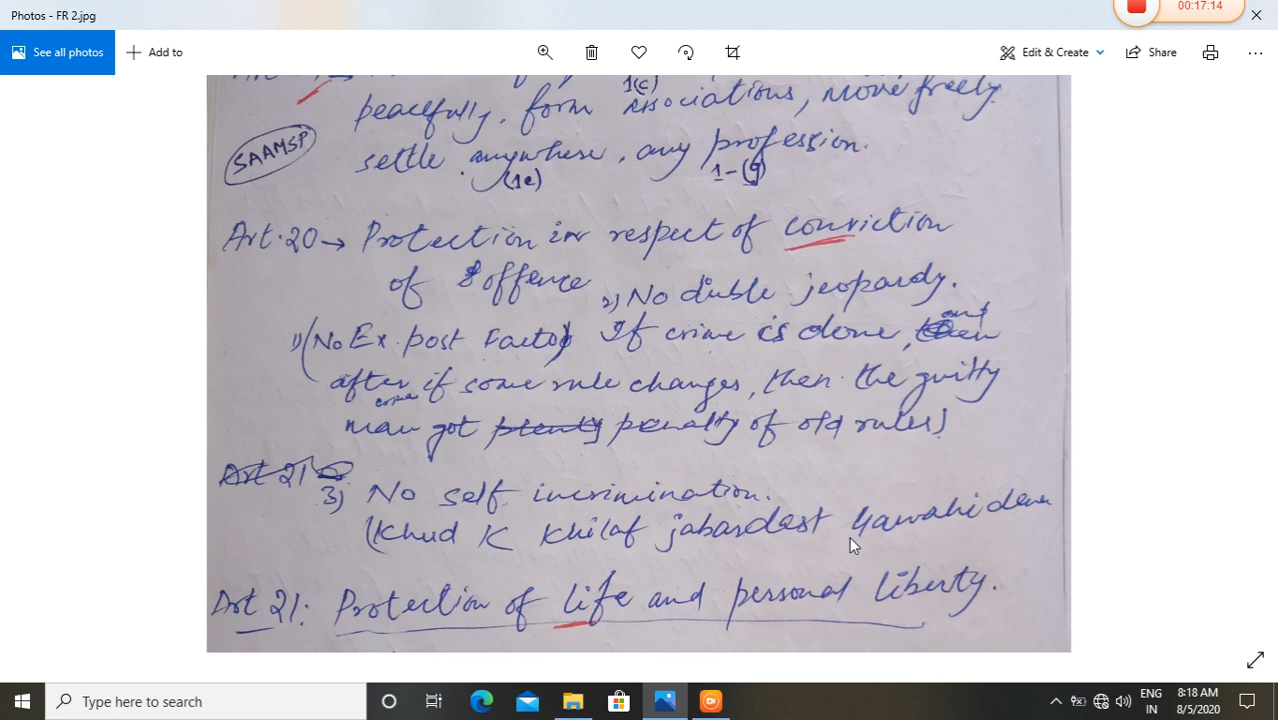 Photos - FR 2.jpg
00:17:14
See all photos
Add to
Edit & Create
Share
peacefully, form associations, move freely.
1(c)
SAAMSP
settle anywhere, any profession.
(1e)
1-(g)
Art. 20 → Protection in respect of conviction
of offence
2) No duble jeopardy.
1) (No Ex. post Facto) If crime is done, and
after if some rule changes, then the guilty
crime
man got plenty penalty of old rules)
Art 21
3) No self incrimination.
(Khud K Khilaf jabardast Gawahi dena
Art 21: Protection of life and personal liberty.
Type here to search
ENG
8:18 AM
IN
8/5/2020